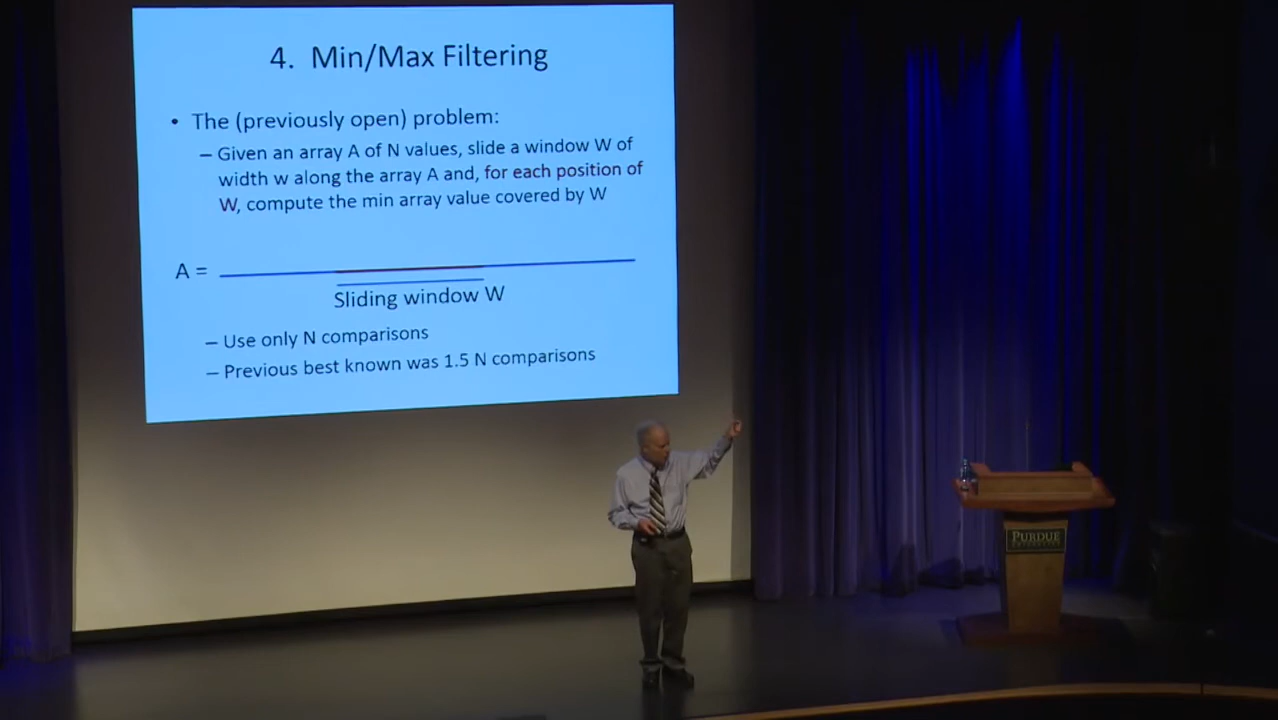 4. Min/Max Filtering
• The (previously open) problem:
– Given an array A of N values, slide a window W of
width w along the array A and, for each position of
W, compute the min array value covered by W
A =
Sliding window W
– Use only N comparisons
– Previous best known was 1.5 N comparisons
PURDUE
UNIVERSITY